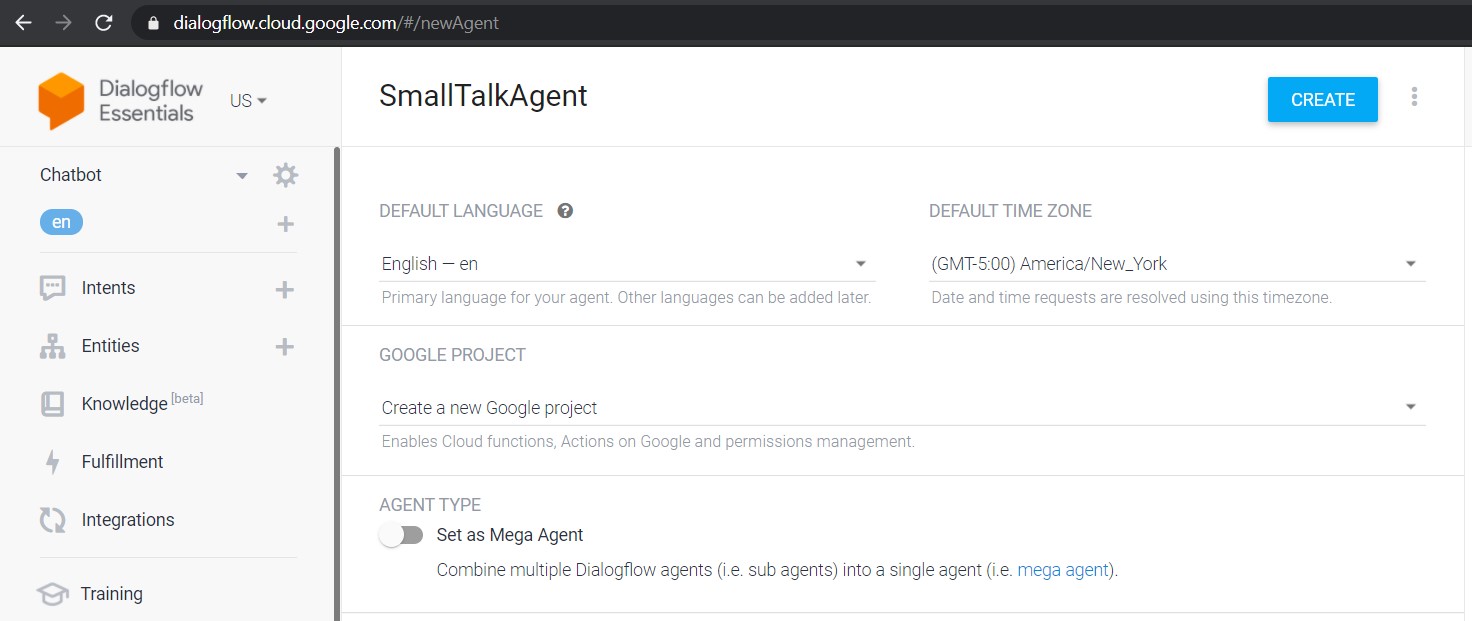 dialogflow.cloud.google.com/#/newAgent
Dialogflow
Essentials
US
SmallTalkAgent
CREATE
Chatbot
en
Intents
Entities
Knowledge [beta]
Fulfillment
Integrations
Training
DEFAULT LANGUAGE
DEFAULT TIME ZONE
English — en
(GMT-5:00) America/New_York
Primary language for your agent. Other languages can be added later.
Date and time requests are resolved using this timezone.
GOOGLE PROJECT
Create a new Google project
Enables Cloud functions, Actions on Google and permissions management.
AGENT TYPE
Set as Mega Agent
Combine multiple Dialogflow agents (i.e. sub agents) into a single agent (i.e. mega agent).